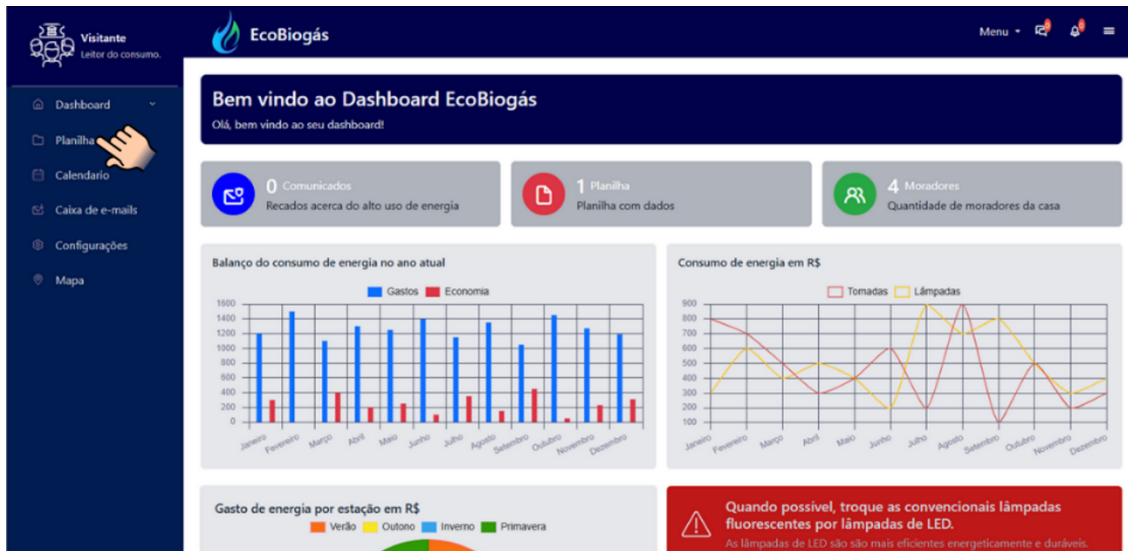 Visitante
Leitor do consumo.
EcoBiogás
Menu
Dashboard
Planilha
Calendario
Caixa de e-mails
Configurações
Mapa
Bem vindo ao Dashboard EcoBiogás
Olá, bem vindo ao seu dashboard!
0 Comunicados
Recados acerca do alto uso de energia
1 Planilha
Planilha com dados
4 Moradores
Quantidade de moradores da casa
Balanço do consumo de energia no ano atual
Gastos Economia
1600
1400
1200
1000
800
600
400
200
0
Janeiro Fevereiro Março Abril Maio Junho Julho Agosto Setembro Outubro Novembro Dezembro
Consumo de energia em R$
Tomadas Lâmpadas
900
800
700
600
500
400
300
200
100
Janeiro Fevereiro Março Abril Maio Junho Julho Agosto Setembro Outubro Novembro Dezembro
Gasto de energia por estação em R$
Verão Outono Inverno Primavera
Quando possível, troque as convencionais lâmpadas
fluorescentes por lâmpadas de LED.
As lâmpadas de LED são são mais eficientes energeticamente e duráveis.